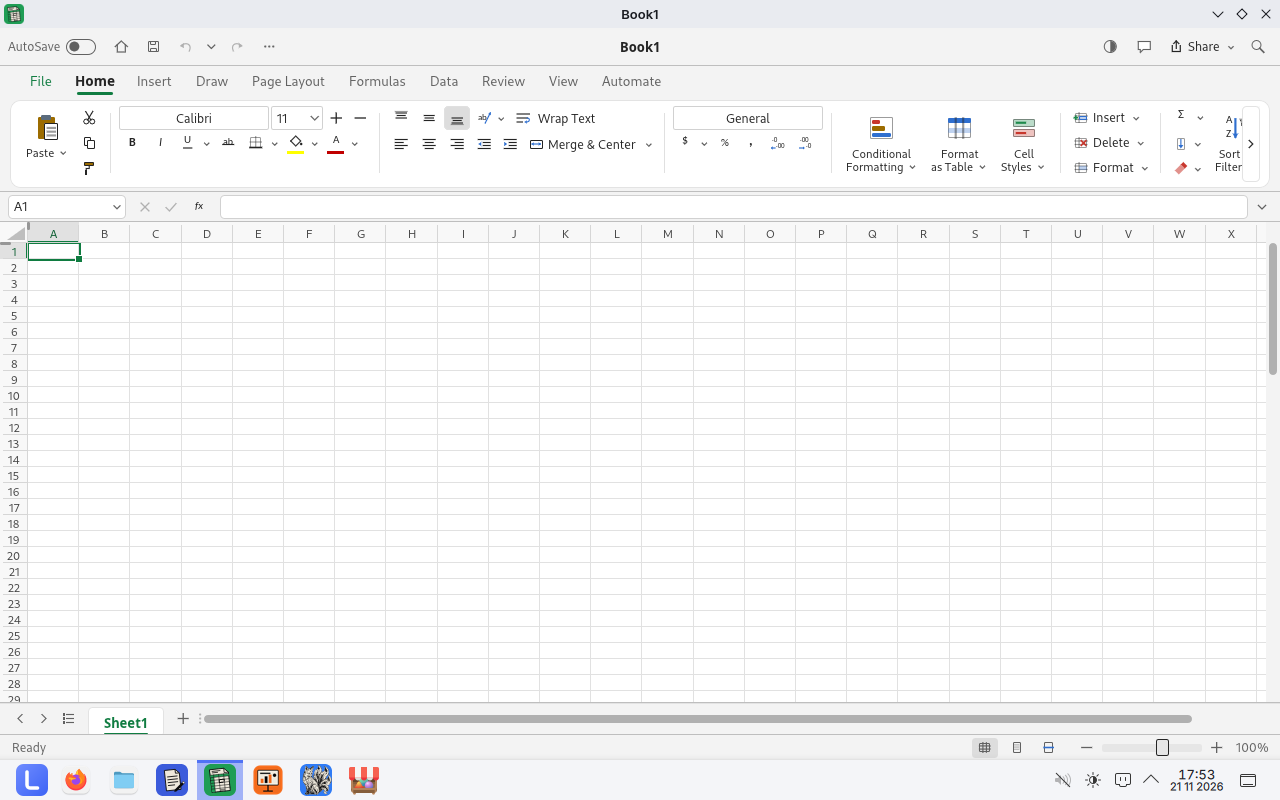 Book1
AutoSave
Book1
Share
File Home Insert Draw Page Layout Formulas Data Review View Automate
Paste
Calibri 11
B I U ab A
ab Wrap Text
Merge & Center
General
$ % ,
Conditional Formatting
Format as Table
Cell Styles
Insert
Delete
Format
Σ
Sort
Filter
A1
fx
A B C D E F G H I J K L M N O P Q R S T U V W X
1
2
3
4
5
6
7
8
9
10
11
12
13
14
15
16
17
18
19
20
21
22
23
24
25
26
27
28
29
Sheet1
Ready
100%
17:53
21 11 2026